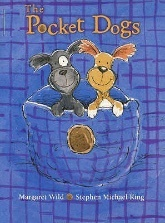 The
Pocket Dogs
Margaret Wild • Stephen Michael King